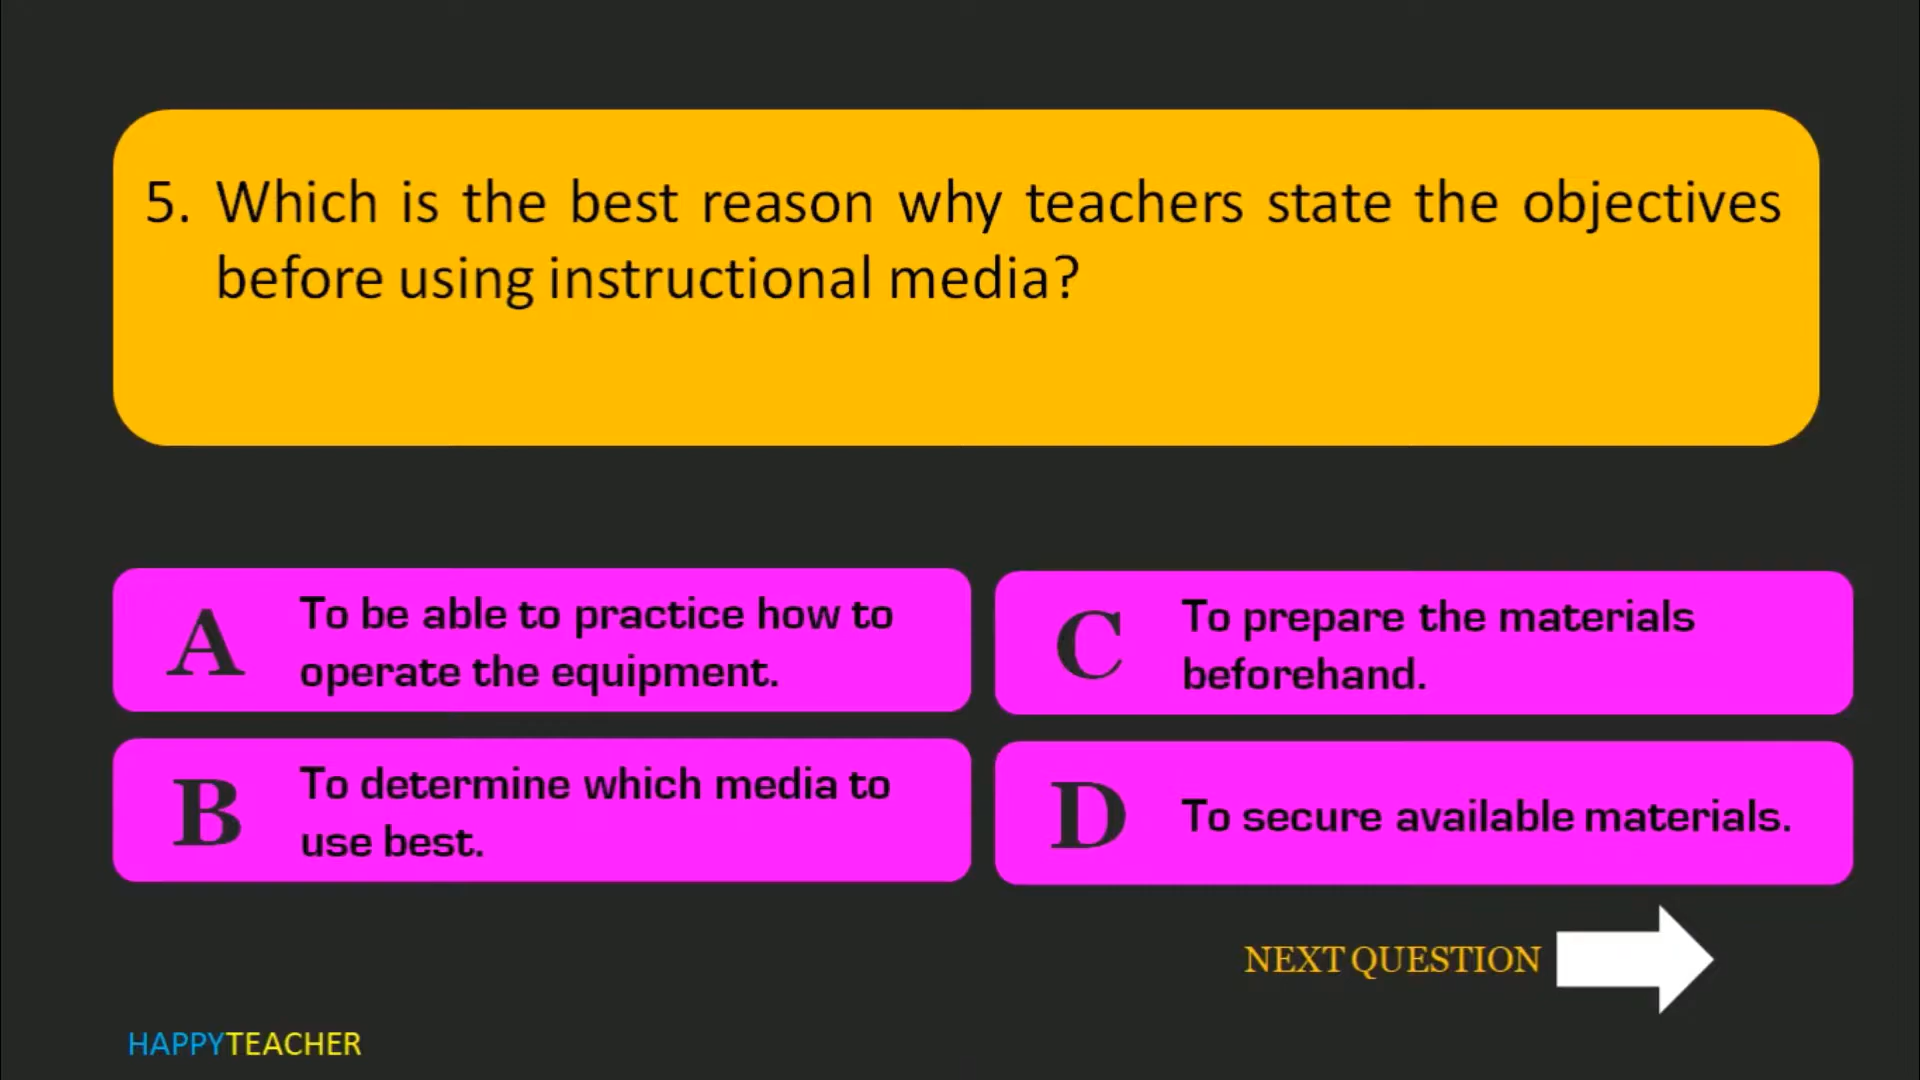 5. Which is the best reason why teachers state the objectives
before using instructional media?
A
To be able to practice how to
operate the equipment.
B
To determine which media to
use best.
C
To prepare the materials
beforehand.
D
To secure available materials.
NEXT QUESTION
HAPPYTEACHER